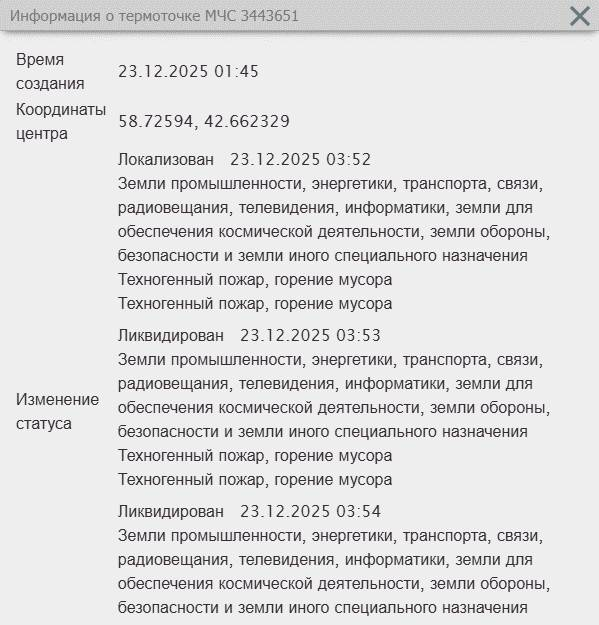 Информация о термоточке МЧС 3443651
Время
создания
23.12.2025 01:45
Координаты
центра
58.72594, 42.662329
Изменение
статуса
Локализован 23.12.2025 03:52
Земли промышленности, энергетики, транспорта, связи,
радиовещания, телевидения, информатики, земли для
обеспечения космической деятельности, земли обороны,
безопасности и земли иного специального назначения
Техногенный пожар, горение мусора
Техногенный пожар, горение мусора
Ликвидирован 23.12.2025 03:53
Земли промышленности, энергетики, транспорта, связи,
радиовещания, телевидения, информатики, земли для
обеспечения космической деятельности, земли обороны,
безопасности и земли иного специального назначения
Техногенный пожар, горение мусора
Техногенный пожар, горение мусора
Ликвидирован 23.12.2025 03:54
Земли промышленности, энергетики, транспорта, связи,
радиовещания, телевидения, информатики, земли для
обеспечения космической деятельности, земли обороны,
безопасности и земли иного специального назначения